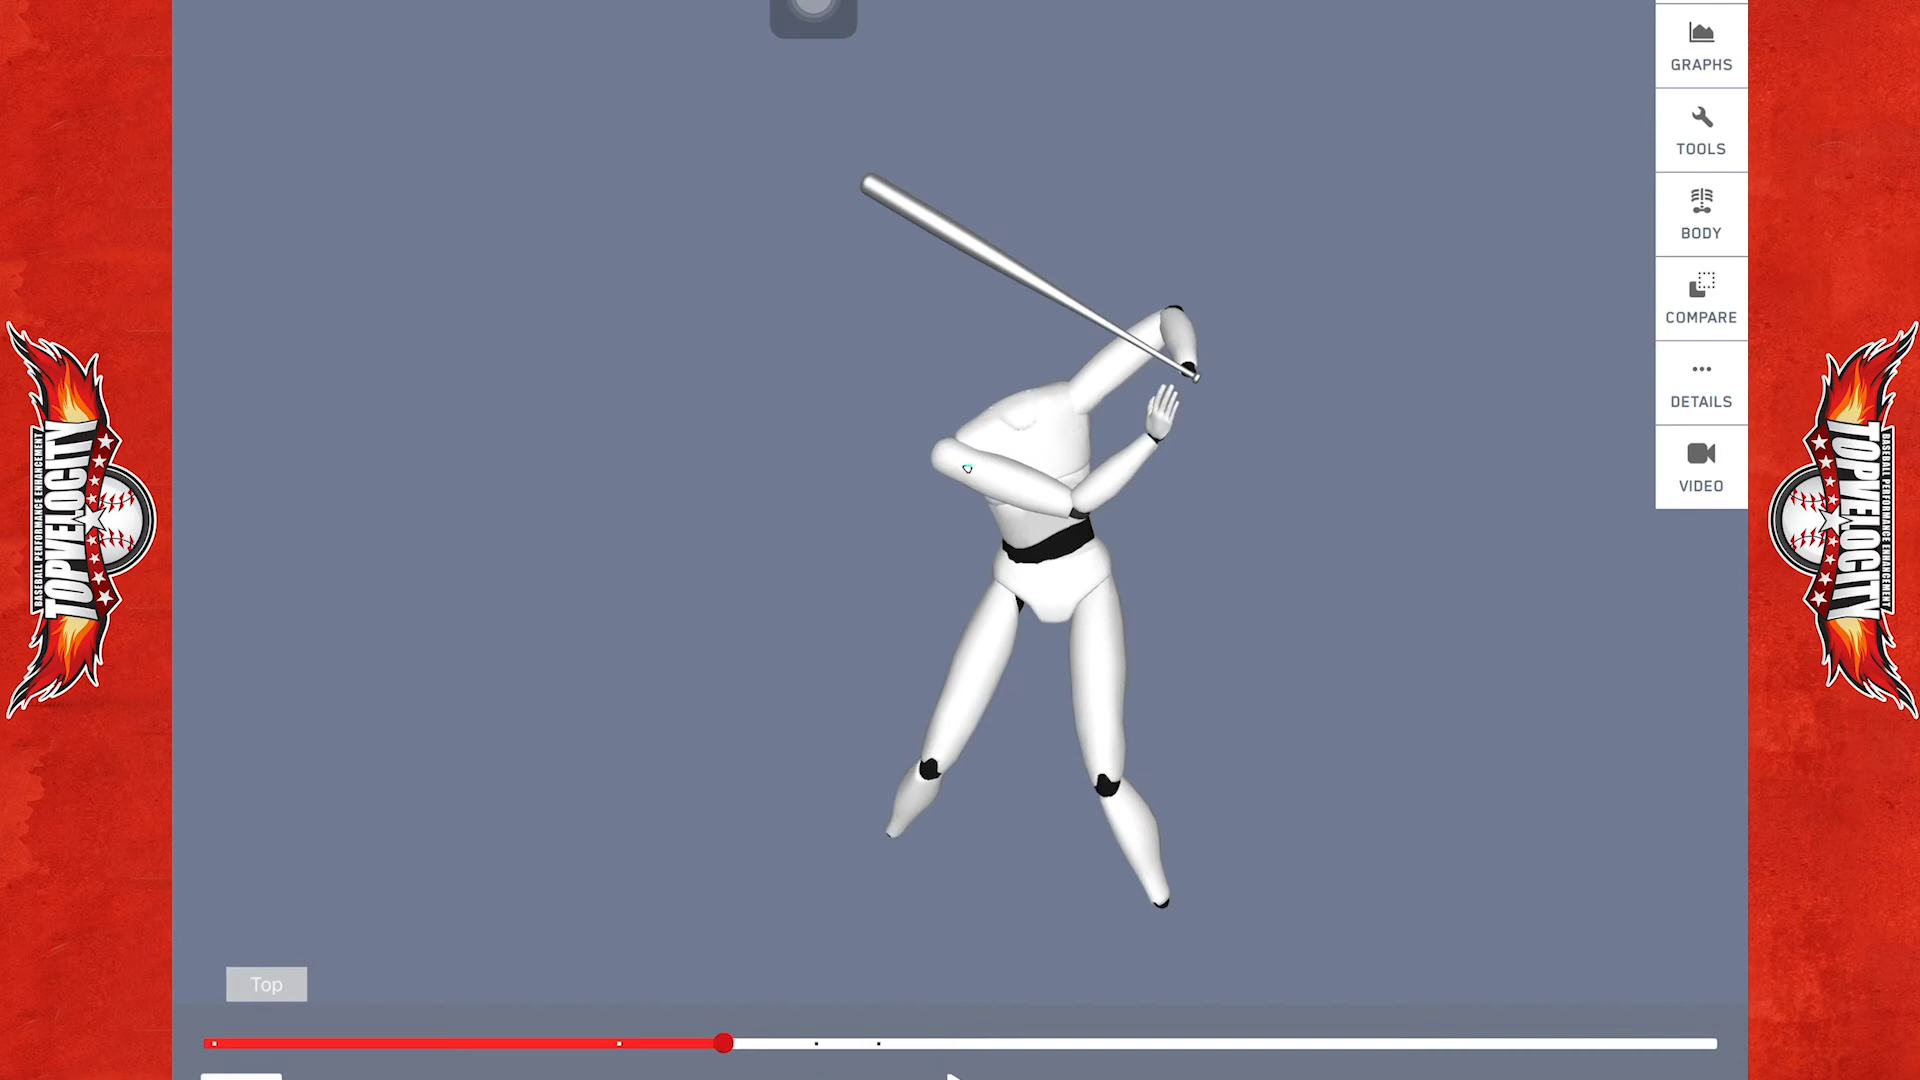 GRAPHS
TOOLS
BODY
COMPARE
DETAILS
VIDEO
BASEBALL PERFORMANCE ENHANCEMENT
TOPVELOCITY
BASEBALL PERFORMANCE ENHANCEMENT
TOPVELOCITY
Top